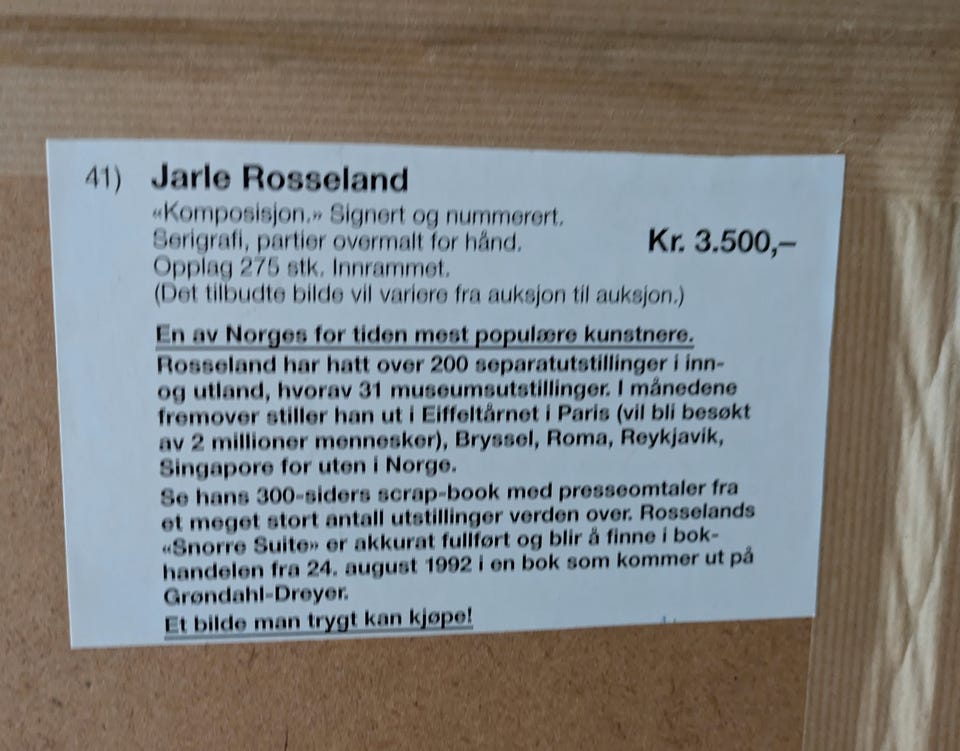 41) Jarle Rosseland
«Komposisjon.» Signert og nummerert.
Serigrafi, partier overmalt for hånd. Kr. 3.500,–
Opplag 275 stk. Innrammet.
(Det tilbudte bilde vil variere fra auksjon til auksjon.)
En av Norges for tiden mest populære kunstnere.
Rosseland har hatt over 200 separatutstillinger i inn-
og utland, hvorav 31 museumsutstillinger. I månedene
fremover stiller han ut i Eiffeltårnet i Paris (vil bli besøkt
av 2 millioner mennesker), Bryssel, Roma, Reykjavik,
Singapore for uten i Norge.
Se hans 300-siders scrap-book med presseomtaler fra
et meget stort antall utstillinger verden over. Rosselands
«Snorre Suite» er akkurat fullført og blir å finne i bok-
handelen fra 24. august 1992 i en bok som kommer ut på
Grøndahl-Dreyer.
Et bilde man trygt kan kjøpe!